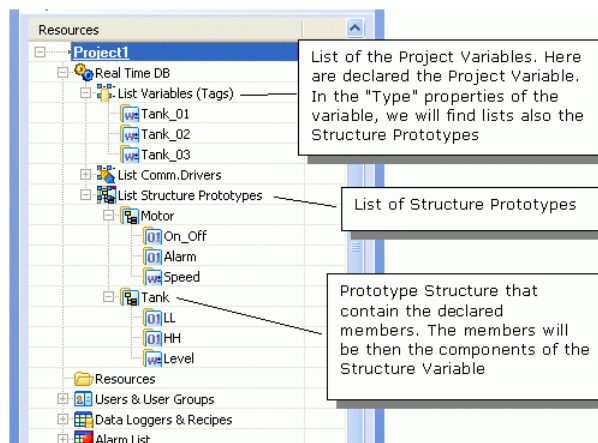 Resources
Project1
Real Time DB
List Variables (Tags)
Tank_01
Tank_02
Tank_03
List Comm.Drivers
List Structure Prototypes
Motor
On_Off
Alarm
Speed
Tank
LL
HH
Level
Resources
Users & User Groups
Data Loggers & Recipes
Alarm List
List of the Project Variables. Here
are declared the Project Variable.
In the "Type" properties of the
variable, we will find lists also the
Structure Prototypes
List of Structure Prototypes
Prototype Structure that
contain the declared
members. The members will
be then the components of the
Structure Variable